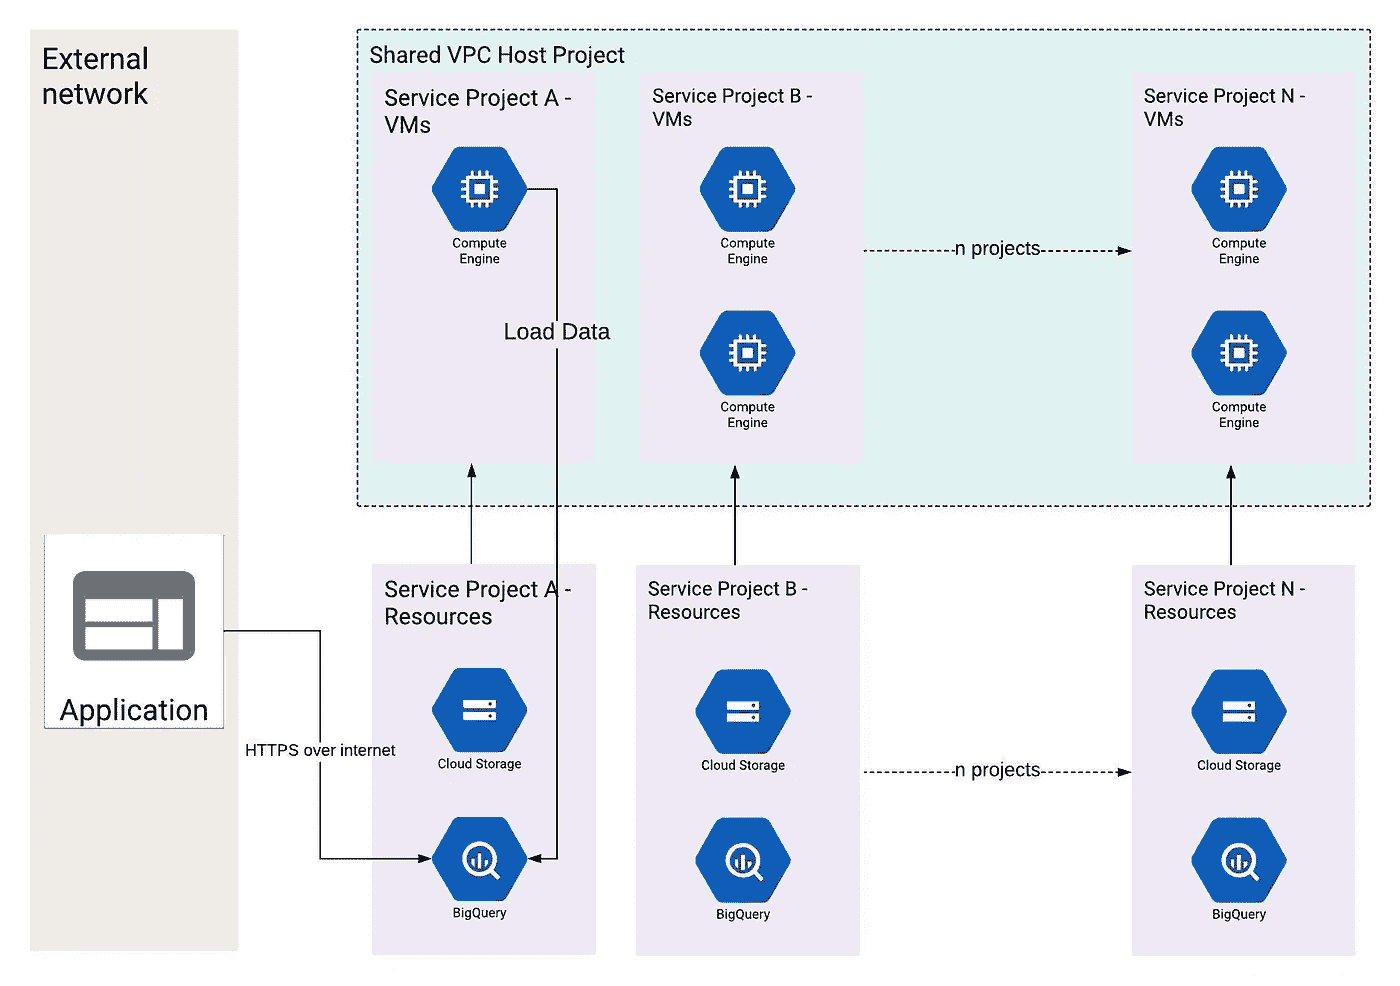 External
network
Shared VPC Host Project
Service Project A -
VMs
Compute
Engine
Load Data
Service Project B -
VMs
Compute
Engine
Compute
Engine
n projects
Service Project N -
VMs
Compute
Engine
Compute
Engine
Application
HTTPS over internet
Service Project A -
Resources
Cloud Storage
BigQuery
Service Project B -
Resources
Cloud Storage
BigQuery
n projects
Service Project N -
Resources
Cloud Storage
BigQuery